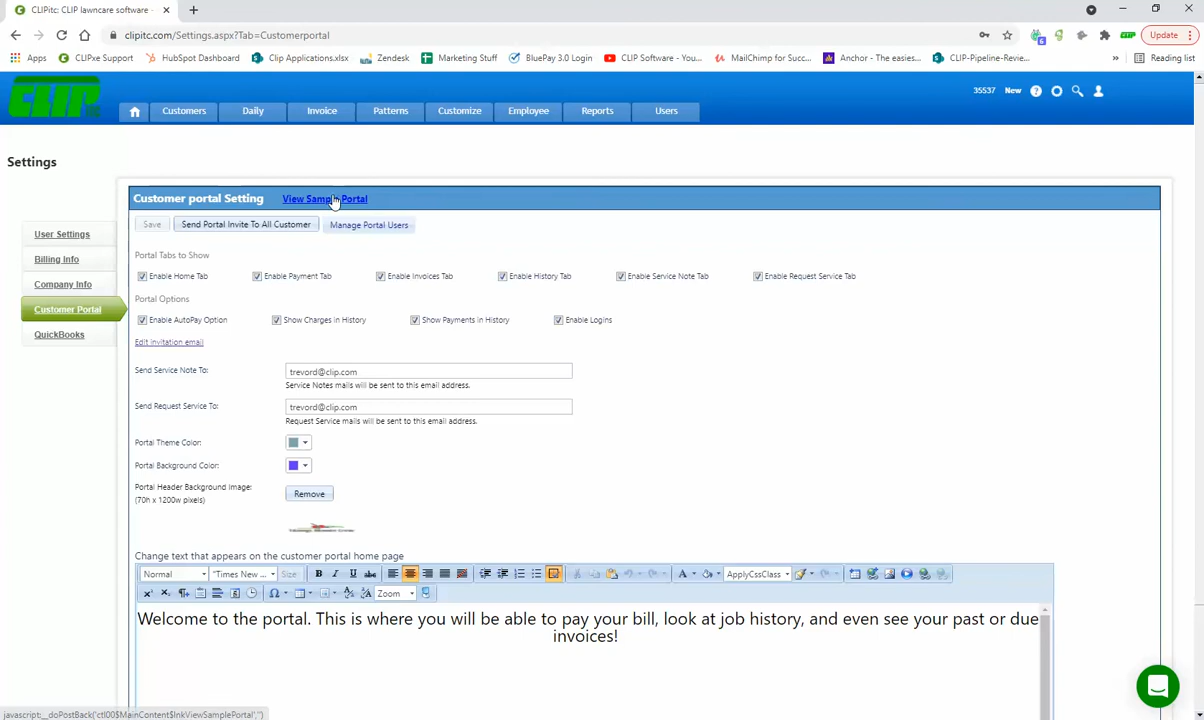 CLIPitc: CLIP lawncare software -
clipitc.com/Settings.aspx?Tab=Customerportal
Update
Apps CLIPxe Support HubSpot Dashboard Clip Applications.xlsx Zendesk Marketing Stuff BluePay 3.0 Login CLIP Software - You... MailChimp for Succ... Anchor - The easies... CLIP-Pipeline-Revie... » Reading list
CLIP
35537 New
Customers Daily Invoice Patterns Customize Employee Reports Users
Settings
Customer portal Setting View Sample Portal
Save Send Portal Invite To All Customer Manage Portal Users
User Settings
Billing Info
Company Info
Customer Portal
QuickBooks
Portal Tabs to Show
Enable Home Tab Enable Payment Tab Enable Invoices Tab Enable History Tab Enable Service Note Tab Enable Request Service Tab
Portal Options
Enable AutoPay Option Show Charges in History Show Payments in History Enable Logins
Edit invitation email
Send Service Note To: trevord@clip.com
Service Notes mails will be sent to this email address.
Send Request Service To: trevord@clip.com
Request Service mails will be sent to this email address.
Portal Theme Color:
Portal Background Color:
Portal Header Background Image:
(70h x 1200w pixels)
Remove
Change text that appears on the customer portal home page
Normal "Times New ... Size B I U abc A ApplyCssClass
Zoom
Welcome to the portal. This is where you will be able to pay your bill, look at job history, and even see your past or due
invoices!
javascript:__doPostBack('ctl00$MainContent$lnkViewSamplePortal','')